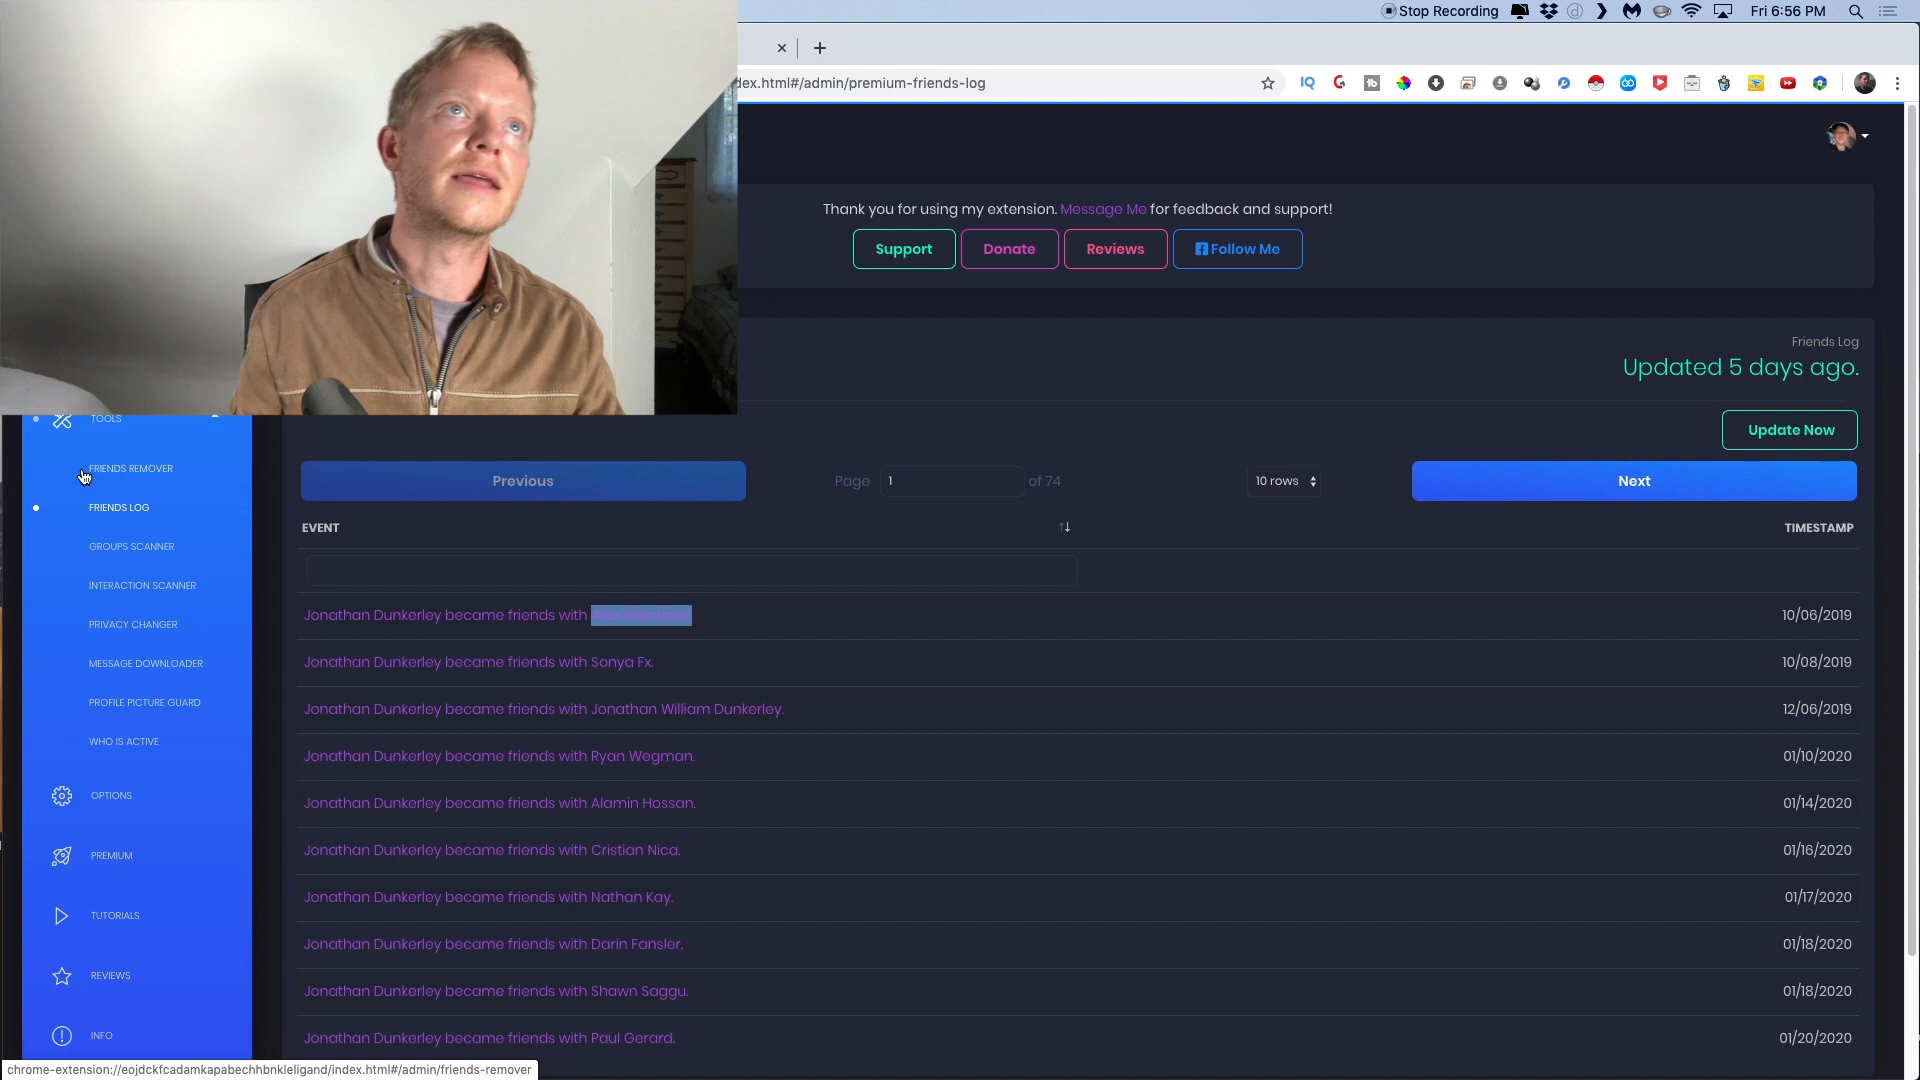 Stop Recording
Fri 6:56 PM
dex.html#/admin/premium-friends-log
IQ
Thank you for using my extension. Message Me for feedback and support!
Support
Donate
Reviews
Follow Me
Friends Log
Updated 5 days ago.
Update Now
TOOLS
FRIENDS REMOVER
FRIENDS LOG
GROUPS SCANNER
INTERACTION SCANNER
PRIVACY CHANGER
MESSAGE DOWNLOADER
PROFILE PICTURE GUARD
WHO IS ACTIVE
OPTIONS
PREMIUM
TUTORIALS
REVIEWS
INFO
Previous
Page 1 of 74
10 rows
Next
EVENT
TIMESTAMP
Jonathan Dunkerley became friends with
10/06/2019
Jonathan Dunkerley became friends with Sonya Fx.
10/08/2019
Jonathan Dunkerley became friends with Jonathan William Dunkerley.
12/06/2019
Jonathan Dunkerley became friends with Ryan Wegman.
01/10/2020
Jonathan Dunkerley became friends with Alamin Hossan.
01/14/2020
Jonathan Dunkerley became friends with Cristian Nica.
01/16/2020
Jonathan Dunkerley became friends with Nathan Kay.
01/17/2020
Jonathan Dunkerley became friends with Darin Fansler.
01/18/2020
Jonathan Dunkerley became friends with Shawn Saggu.
01/18/2020
Jonathan Dunkerley became friends with Paul Gerard.
01/20/2020
chrome-extension://eojdckfcadamkapabechhbnkleligand/index.html#/admin/friends-remover